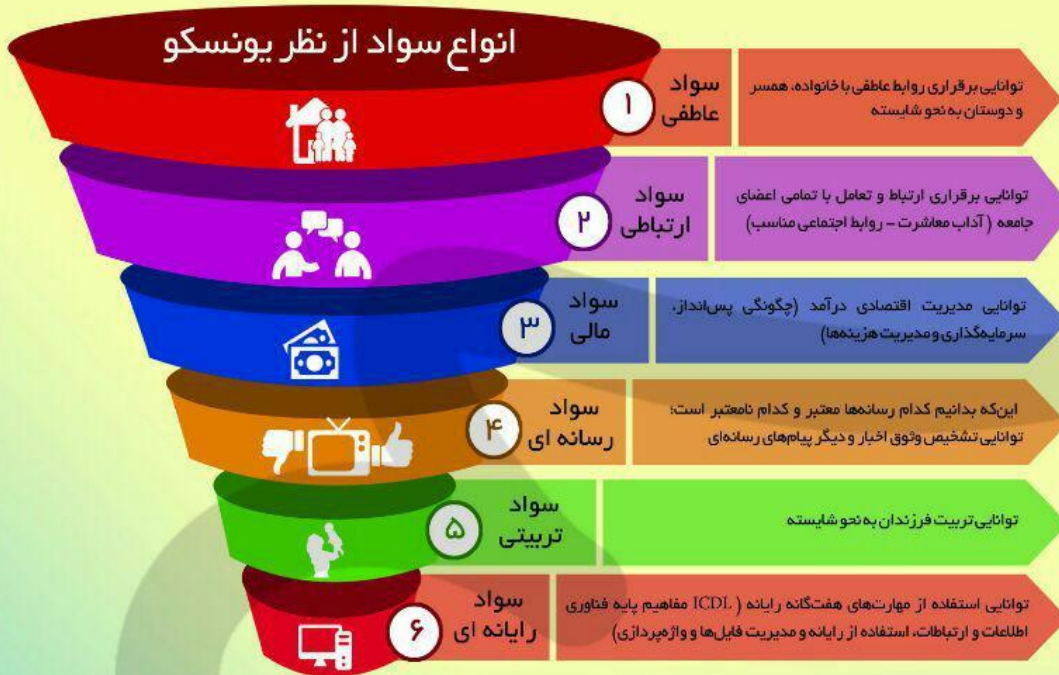 انواع سواد از نظر یونسکو
۱
سواد
عاطفی
توانایی برقراری روابط عاطفی با خانواده، همسر
و دوستان به نحو شایسته
۲
سواد
ارتباطی
توانایی برقراری ارتباط و تعامل با تمامی اعضای
جامعه (آداب معاشرت – روابط اجتماعی مناسب)
۳
سواد
مالی
توانایی مدیریت اقتصادی درآمد (چگونگی پس‌انداز،
سرمایه‌گذاری و مدیریت هزینه‌ها)
۴
سواد
رسانه ای
این‌که بدانیم کدام رسانه‌ها معتبر و کدام نامعتبر است؛
توانایی تشخیص وثوق اخبار و دیگر پیام‌های رسانه‌ای
۵
سواد
تربیتی
توانایی تربیت فرزندان به نحو شایسته
۶
سواد
رایانه ای
توانایی استفاده از مهارت‌های هفت‌گانه رایانه ( ICDL مفاهیم پایه فناوری
اطلاعات و ارتباطات، استفاده از رایانه و مدیریت فایل‌ها و واژه‌پردازی)